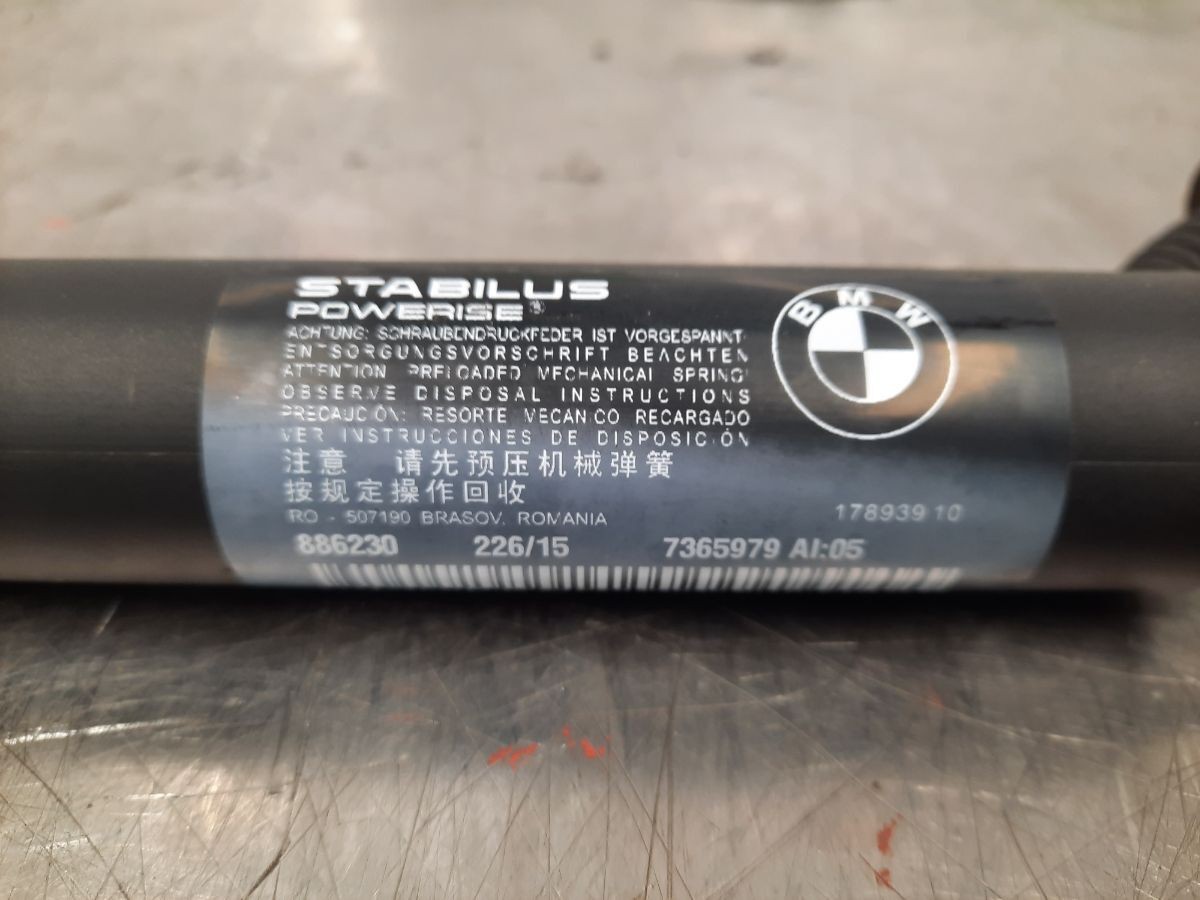 STABILUS
POWERISE
BMW
ACHTUNG: SCHRAUBENDRUCKFEDER IST VORGESPANNT
ENTSORGUNGSVORSCHRIFT BEACHTEN
ATTENTION PRELOADED MECHANICAL SPRING!
OBSERVE DISPOSAL INSTRUCTIONS
PRECAUCIÓN: RESORTE MECANICO RECARGADO
VER INSTRUCCIONES DE DISPOSICIÓN
注意 请先预压机械弹簧
按规定操作回收
RO - 507190 BRASOV, ROMANIA
178939 10
886230 226/15 7365979 AI:05